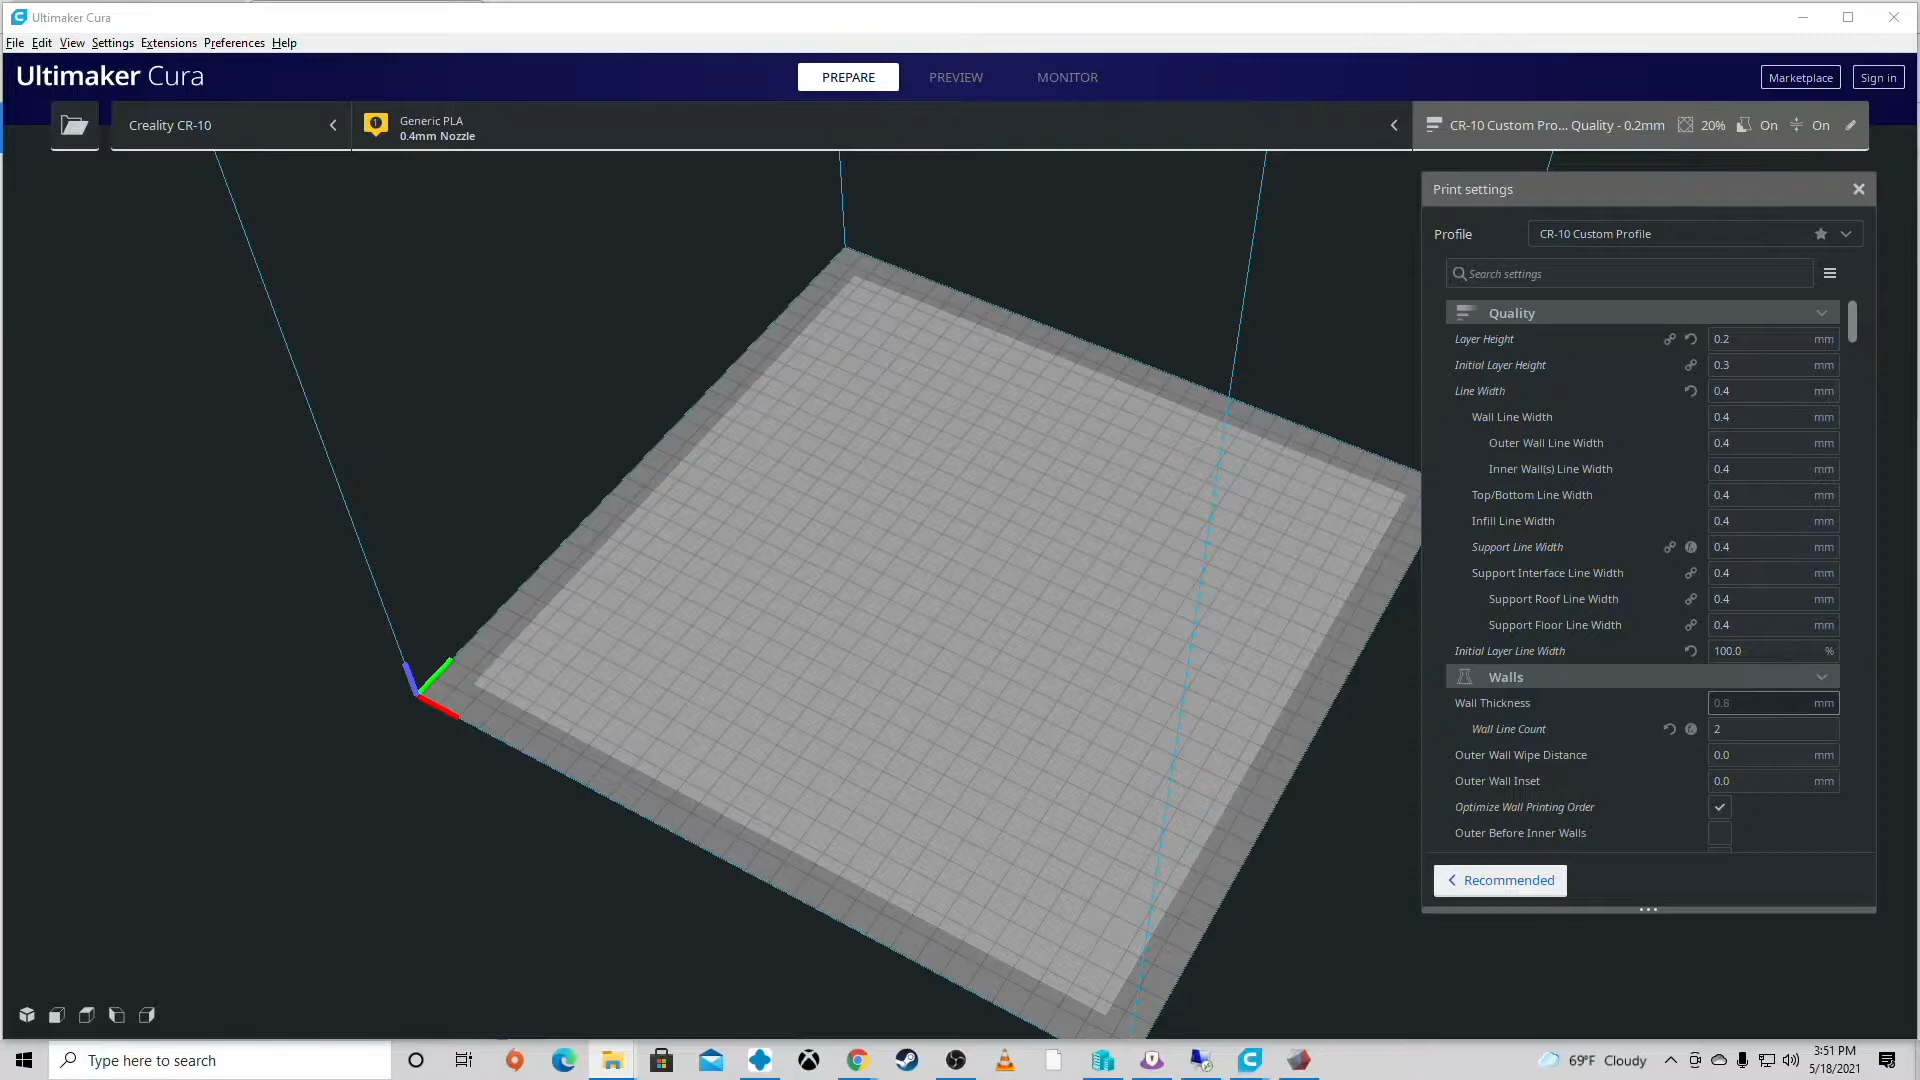 Ultimaker Cura
File Edit View Settings Extensions Preferences Help
Ultimaker Cura
PREPARE PREVIEW MONITOR
Marketplace Sign in
Creality CR-10
Generic PLA
0.4mm Nozzle
CR-10 Custom Pro... Quality - 0.2mm 20% On On
Print settings
Profile CR-10 Custom Profile
Search settings
Quality
Layer Height 0.2 mm
Initial Layer Height 0.3 mm
Line Width 0.4 mm
Wall Line Width 0.4 mm
Outer Wall Line Width 0.4 mm
Inner Wall(s) Line Width 0.4 mm
Top/Bottom Line Width 0.4 mm
Infill Line Width 0.4 mm
Support Line Width 0.4 mm
Support Interface Line Width 0.4 mm
Support Roof Line Width 0.4 mm
Support Floor Line Width 0.4 mm
Initial Layer Line Width 100.0 %
Walls
Wall Thickness 0.8 mm
Wall Line Count 2
Outer Wall Wipe Distance 0.0 mm
Outer Wall Inset 0.0 mm
Optimize Wall Printing Order
Outer Before Inner Walls
Recommended
Type here to search
69°F Cloudy
3:51 PM
5/18/2021